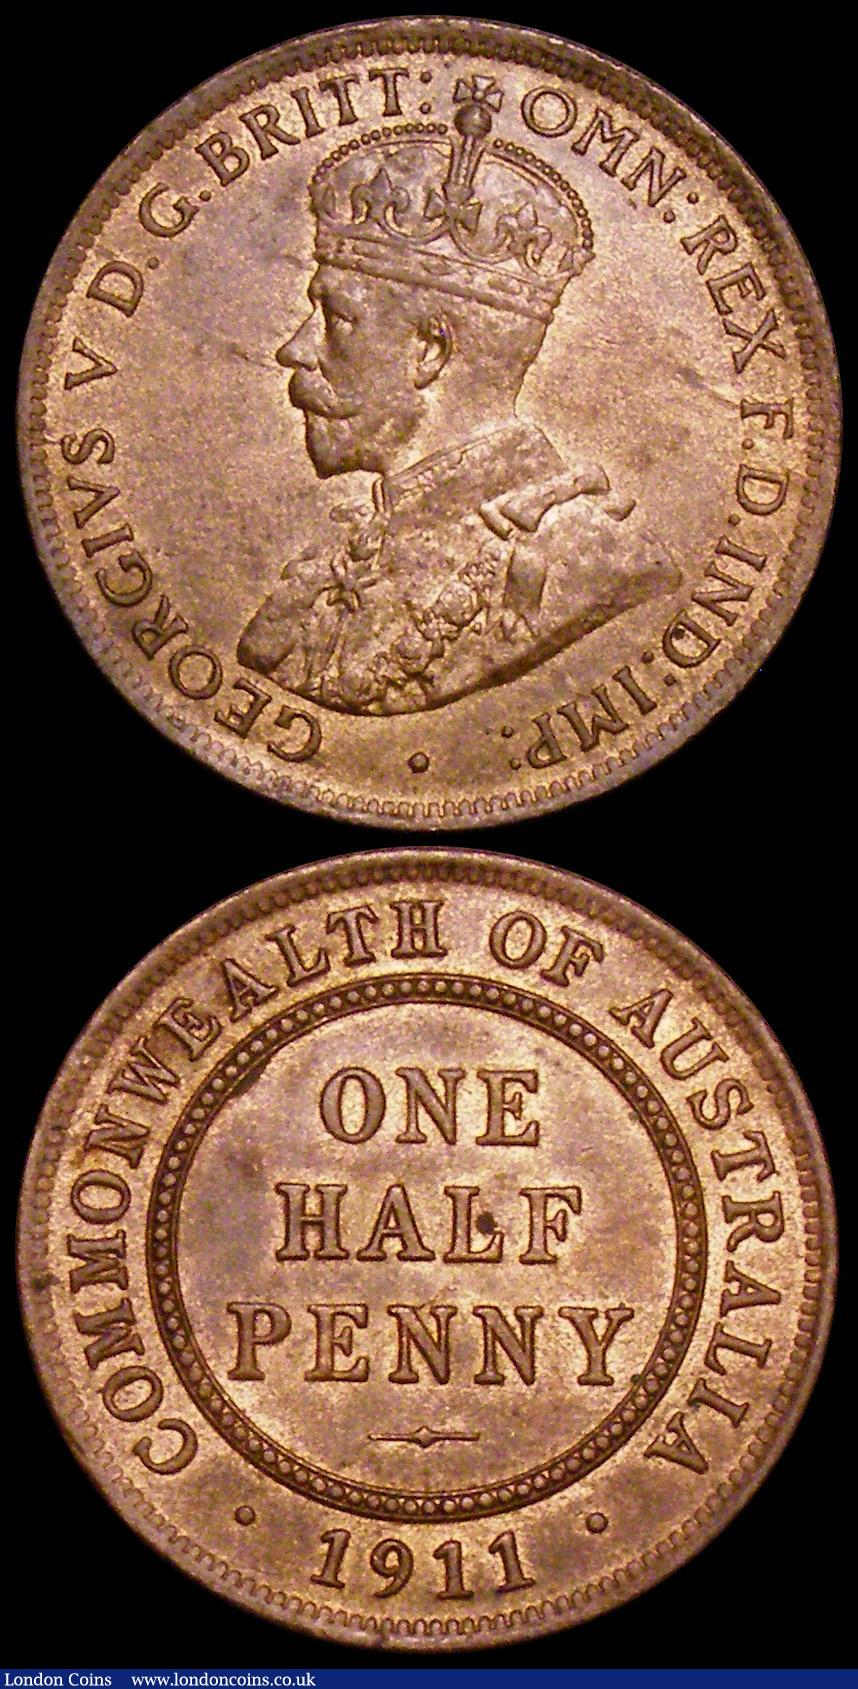 GEORGIVS V D.G.BRITT: OMN: REX F.D.IND:IMP:
COMMONWEALTH OF AUSTRALIA
ONE
HALF
PENNY
1911
London Coins www.londoncoins.co.uk